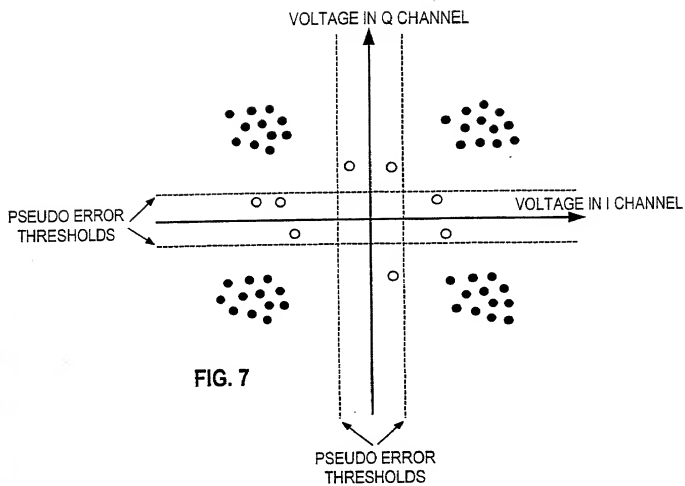 VOLTAGE IN Q CHANNEL
PSEUDO ERROR
THRESHOLDS
VOLTAGE IN I CHANNEL
FIG. 7
PSEUDO ERROR
THRESHOLDS